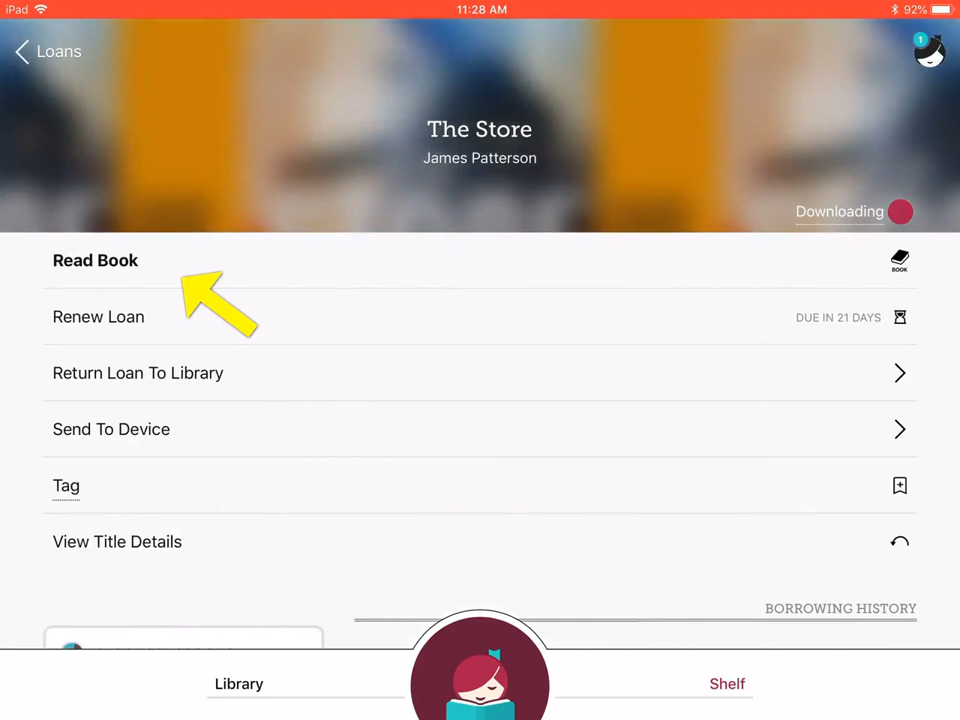 iPad
11:28 AM
92%
Loans
1
The Store
James Patterson
Downloading
Read Book
BOOK
Renew Loan
DUE IN 21 DAYS
Return Loan To Library
Send To Device
Tag
View Title Details
BORROWING HISTORY
Library
Shelf